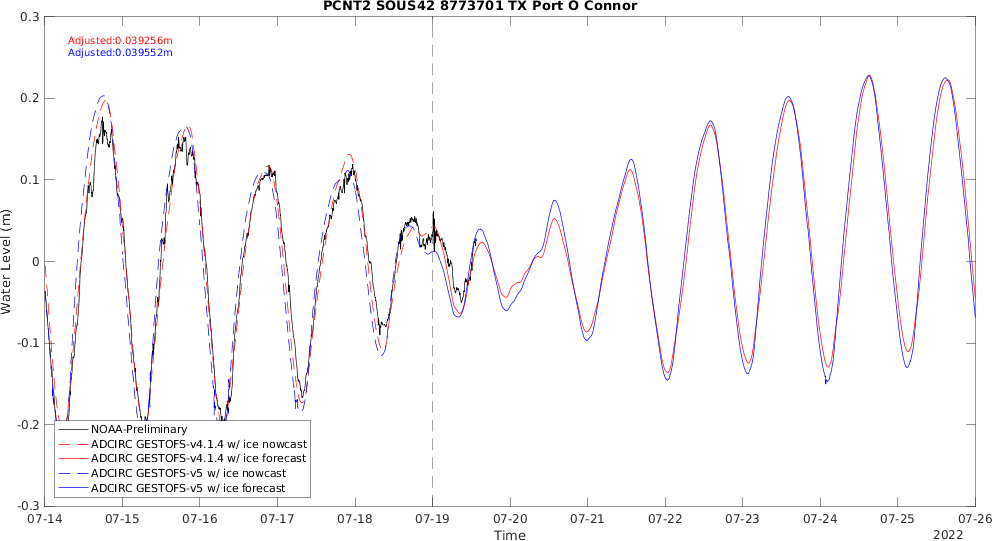 PCNT2 SOUS42 8773701 TX Port O Connor
0.3
Adjusted:0.039256m
Adjusted:0.039552m
0.2
0.1
0
-0.1
-0.2
-0.3
Water Level (m)
NOAA-Preliminary
ADCIRC GESTOFS-v4.1.4 w/ ice nowcast
ADCIRC GESTOFS-v4.1.4 w/ ice forecast
ADCIRC GESTOFS-v5 w/ ice nowcast
ADCIRC GESTOFS-v5 w/ ice forecast
07-14 07-15 07-16 07-17 07-18 07-19 07-20 07-21 07-22 07-23 07-24 07-25 07-26
Time
2022